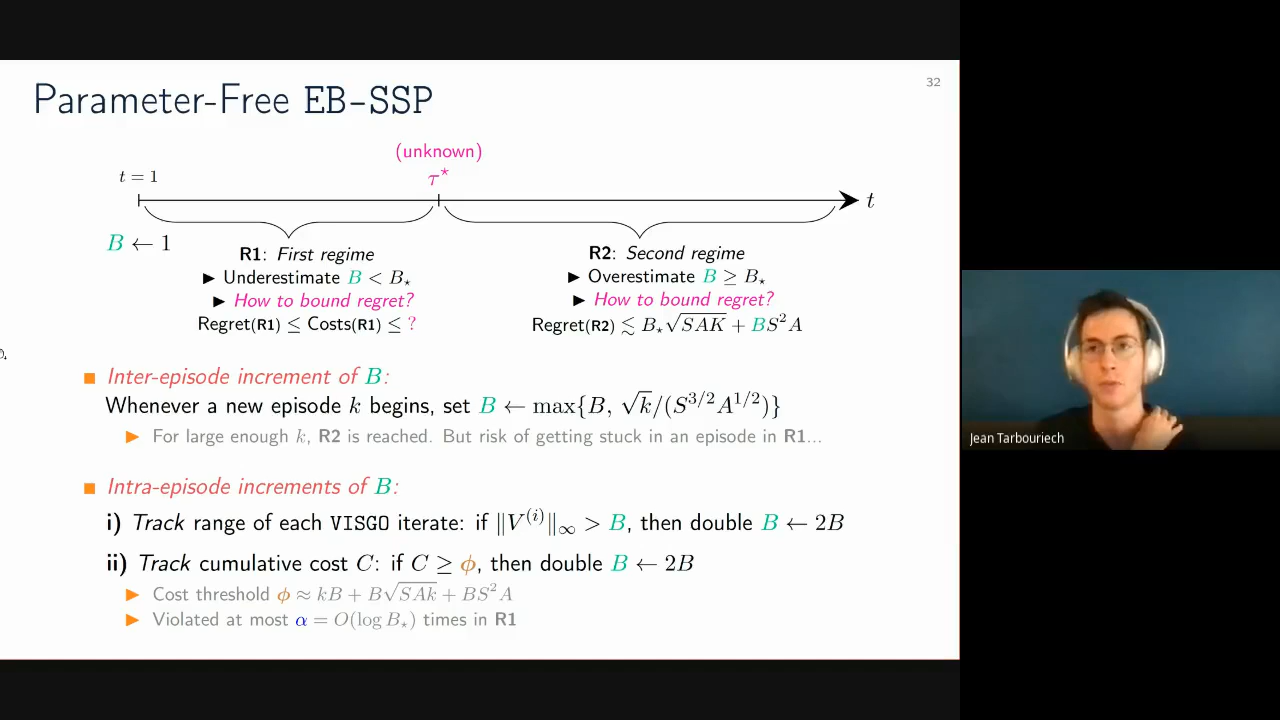 Parameter-Free EB-SSP
32
(unknown)
t = 1
τ⋆
t
B ← 1
R1: First regime
▶ Underestimate B < B⋆
▶ How to bound regret?
Regret(R1) ≤ Costs(R1) ≤ ?
R2: Second regime
▶ Overestimate B ≥ B⋆
▶ How to bound regret?
Regret(R2) ≲ B⋆√SAK + BS²A
■ Inter-episode increment of B:
Whenever a new episode k begins, set B ← max{B, √k/(S^{3/2}A^{1/2})}
▶ For large enough k, R2 is reached. But risk of getting stuck in an episode in R1...
■ Intra-episode increments of B:
i) Track range of each VISGO iterate: if ‖V^{(i)}‖∞ > B, then double B ← 2B
ii) Track cumulative cost C: if C ≥ ϕ, then double B ← 2B
▶ Cost threshold ϕ ≈ kB + B√SAk + BS²A
▶ Violated at most α = O(log B⋆) times in R1
Jean Tarbouriech